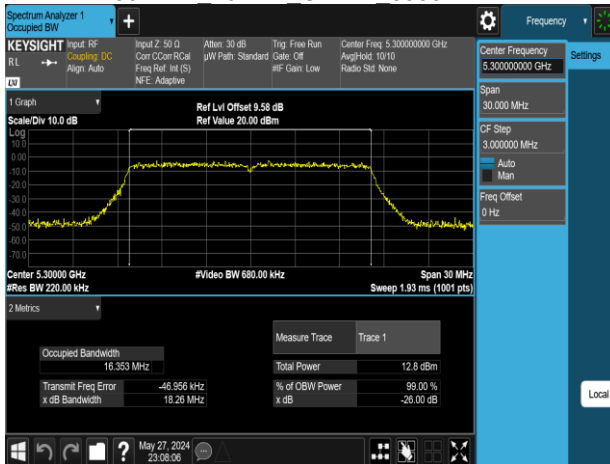 Spectrum Analyzer 1
Occupied BW
Frequency
KEYSIGHT
Input: RF
Input Z: 50 Ω
Atten: 30 dB
Trig: Free Run
Center Freq: 5.300000000 GHz
RL
Coupling: DC
Corr CCorr RCal
µW Path: Standard
Gate: Off
Avg|Hold: 10/10
Align: Auto
Freq Ref: Int (S)
#IF Gain: Low
Radio Std: None
NFE: Adaptive
LXI
Center Frequency
5.300000000 GHz
Settings
Span
30.000 MHz
CF Step
3.000000 MHz
Auto
Man
Freq Offset
0 Hz
Local
1 Graph
Ref Lvl Offset 9.58 dB
Scale/Div 10.0 dB
Ref Value 20.00 dBm
Log
10.0
0.00
-10.0
-20.0
-30.0
-40.0
-50.0
-60.0
-70.0
Center 5.30000 GHz
#Video BW 680.00 kHz
Span 30 MHz
#Res BW 220.00 kHz
Sweep 1.93 ms (1001 pts)
2 Metrics
Measure Trace
Trace 1
Occupied Bandwidth
16.353 MHz
Total Power
12.8 dBm
Transmit Freq Error
-46.956 kHz
% of OBW Power
99.00 %
x dB Bandwidth
18.26 MHz
x dB
-26.00 dB
May 27, 2024
23:08:06